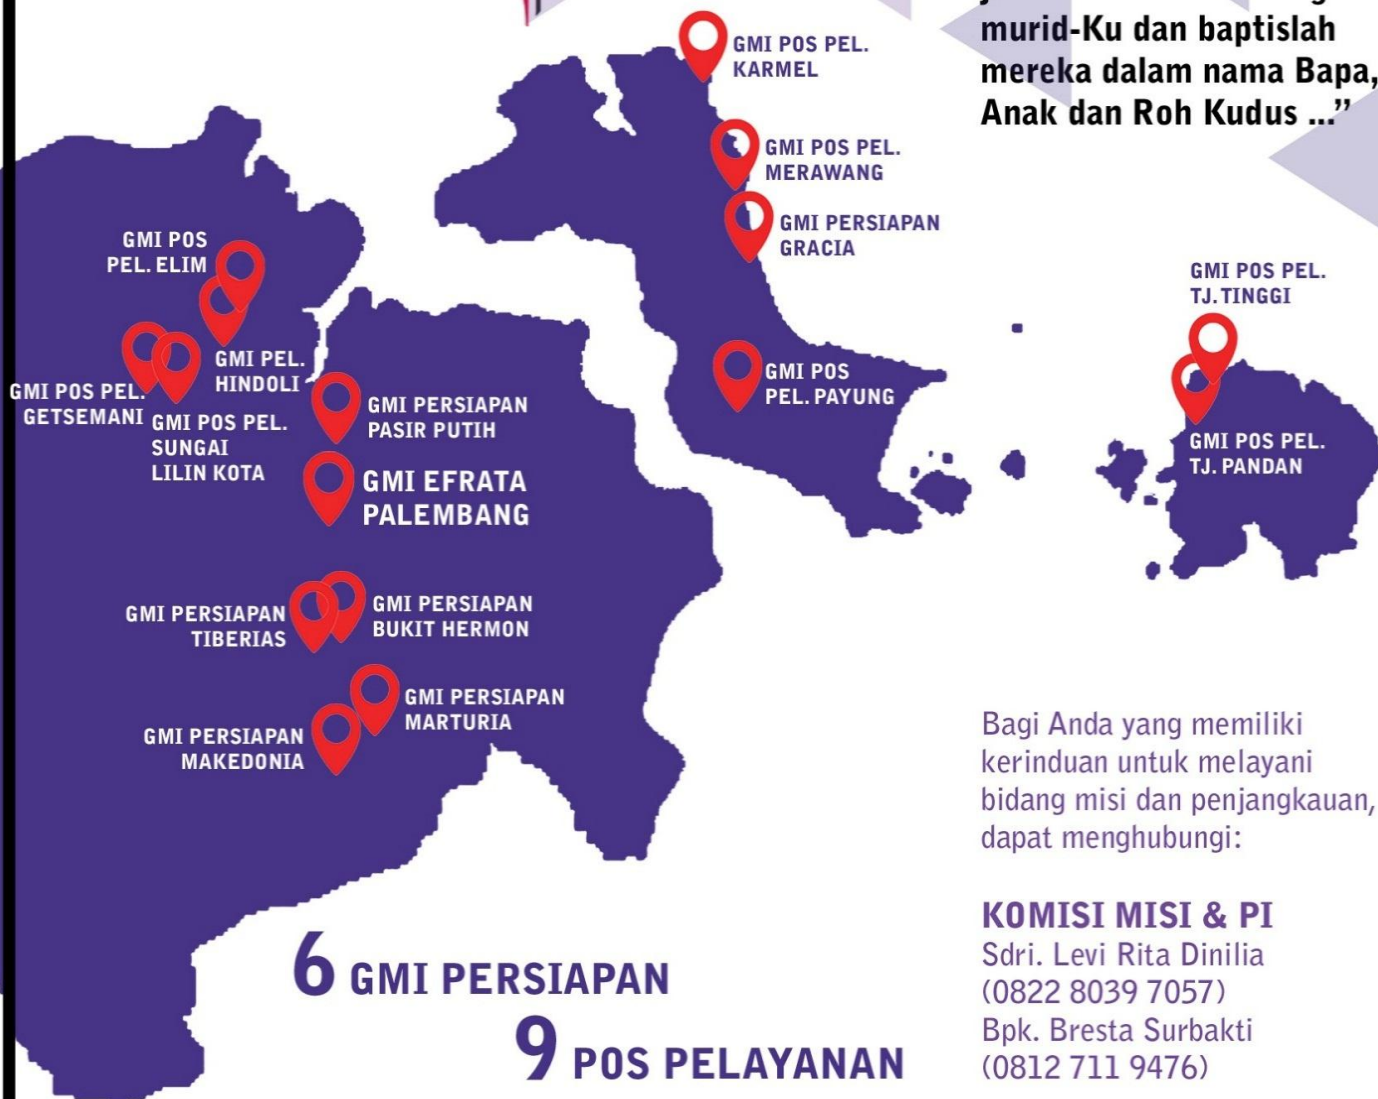 murid-Ku dan baptislah
mereka dalam nama Bapa,
Anak dan Roh Kudus ...”
GMI POS PEL.
KARMEL
GMI POS PEL.
MERAWANG
GMI PERSIAPAN
GRACIA
GMI POS
PEL. ELIM
GMI POS PEL.
TJ. TINGGI
GMI PEL.
HINDOLI
GMI POS
PEL. PAYUNG
GMI POS PEL.
GETSEMANI
GMI POS PEL.
SUNGAI
LILIN KOTA
GMI PERSIAPAN
PASIR PUTIH
GMI POS PEL.
TJ. PANDAN
GMI EFRATA
PALEMBANG
GMI PERSIAPAN
TIBERIAS
GMI PERSIAPAN
BUKIT HERMON
GMI PERSIAPAN
MARTURIA
GMI PERSIAPAN
MAKEDONIA
Bagi Anda yang memiliki
kerinduan untuk melayani
bidang misi dan penjangkauan,
dapat menghubungi:
KOMISI MISI & PI
Sdri. Levi Rita Dinilia
(0822 8039 7057)
Bpk. Bresta Surbakti
(0812 711 9476)
6 GMI PERSIAPAN
9 POS PELAYANAN